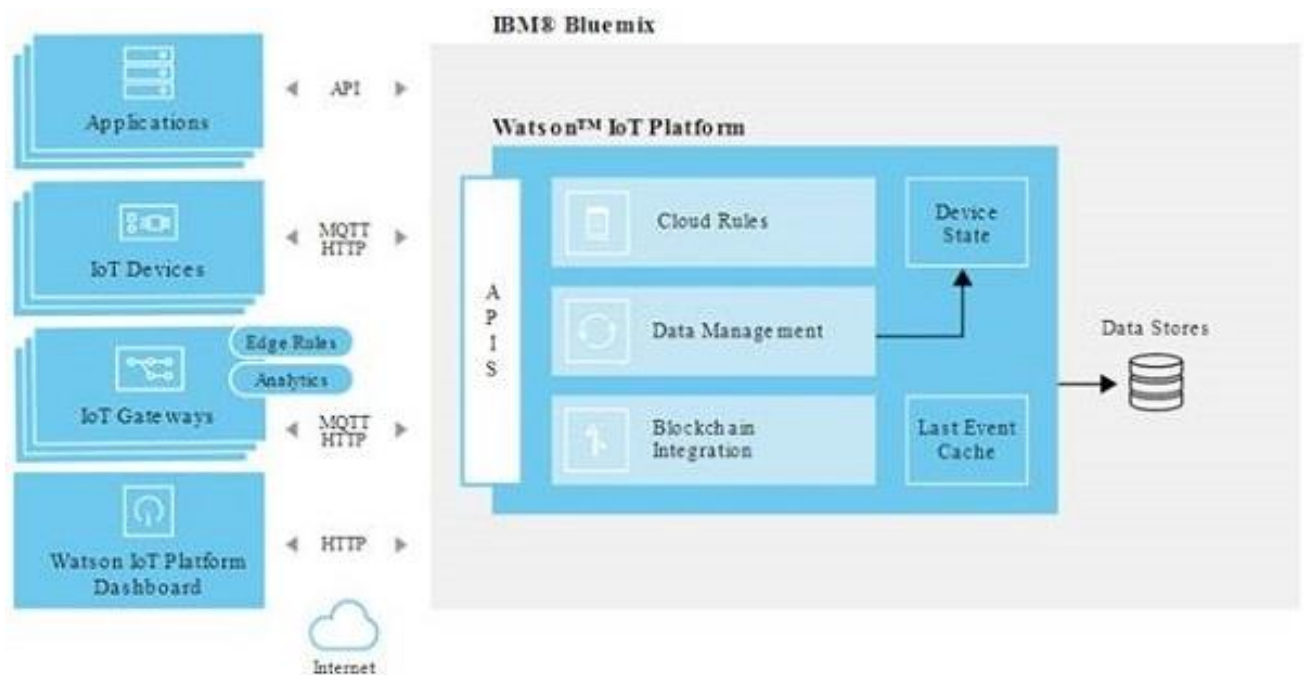 IBM® Bluemix
Applications
API
Watson™ IoT Platform
IoT Devices
MQTT
HTTP
Edge Rules
Analytics
IoT Gateways
MQTT
HTTP
Watson IoT Platform
Dashboard
HTTP
Internet
A
P
I
S
Cloud Rules
Device
State
Data Management
Blockchain
Integration
Last Event
Cache
Data Stores